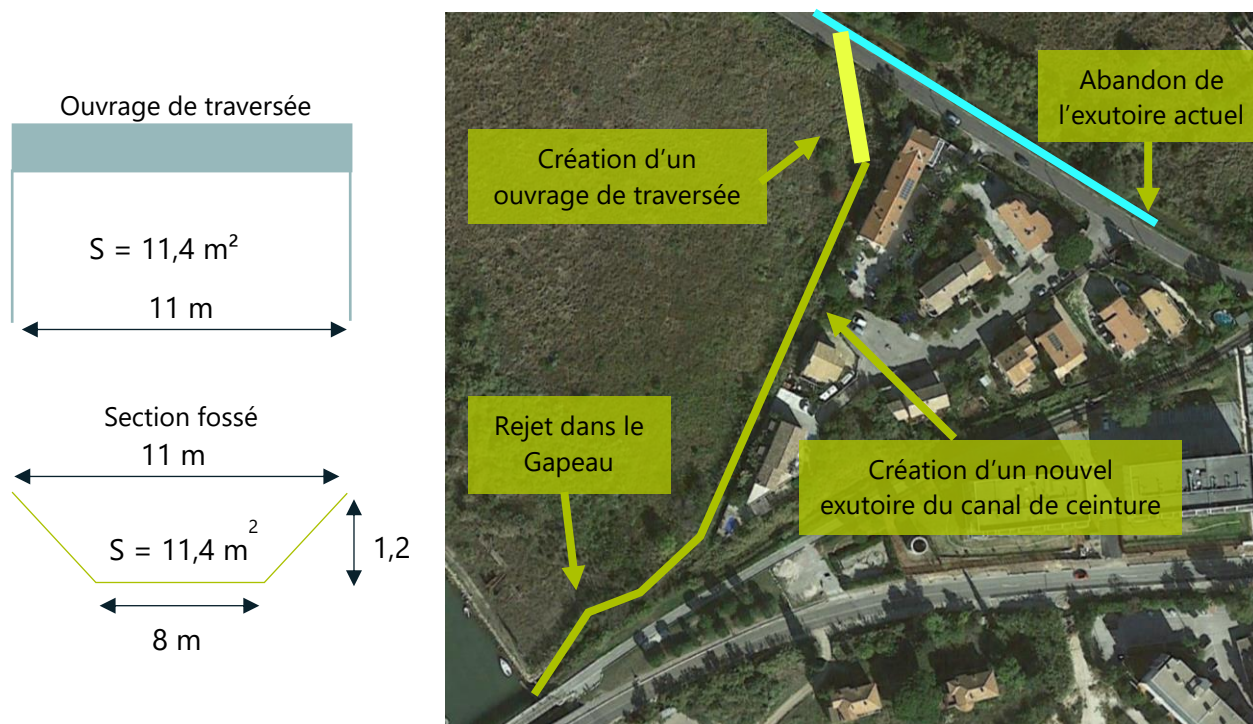 Ouvrage de traversée
S = 11,4 m²
11 m
Section fossé
11 m
S = 11,4 m²
1,2
8 m
Abandon de
l’exutoire actuel
Création d’un
ouvrage de traversée
Rejet dans le
Gapeau
Création d’un nouvel
exutoire du canal de ceinture